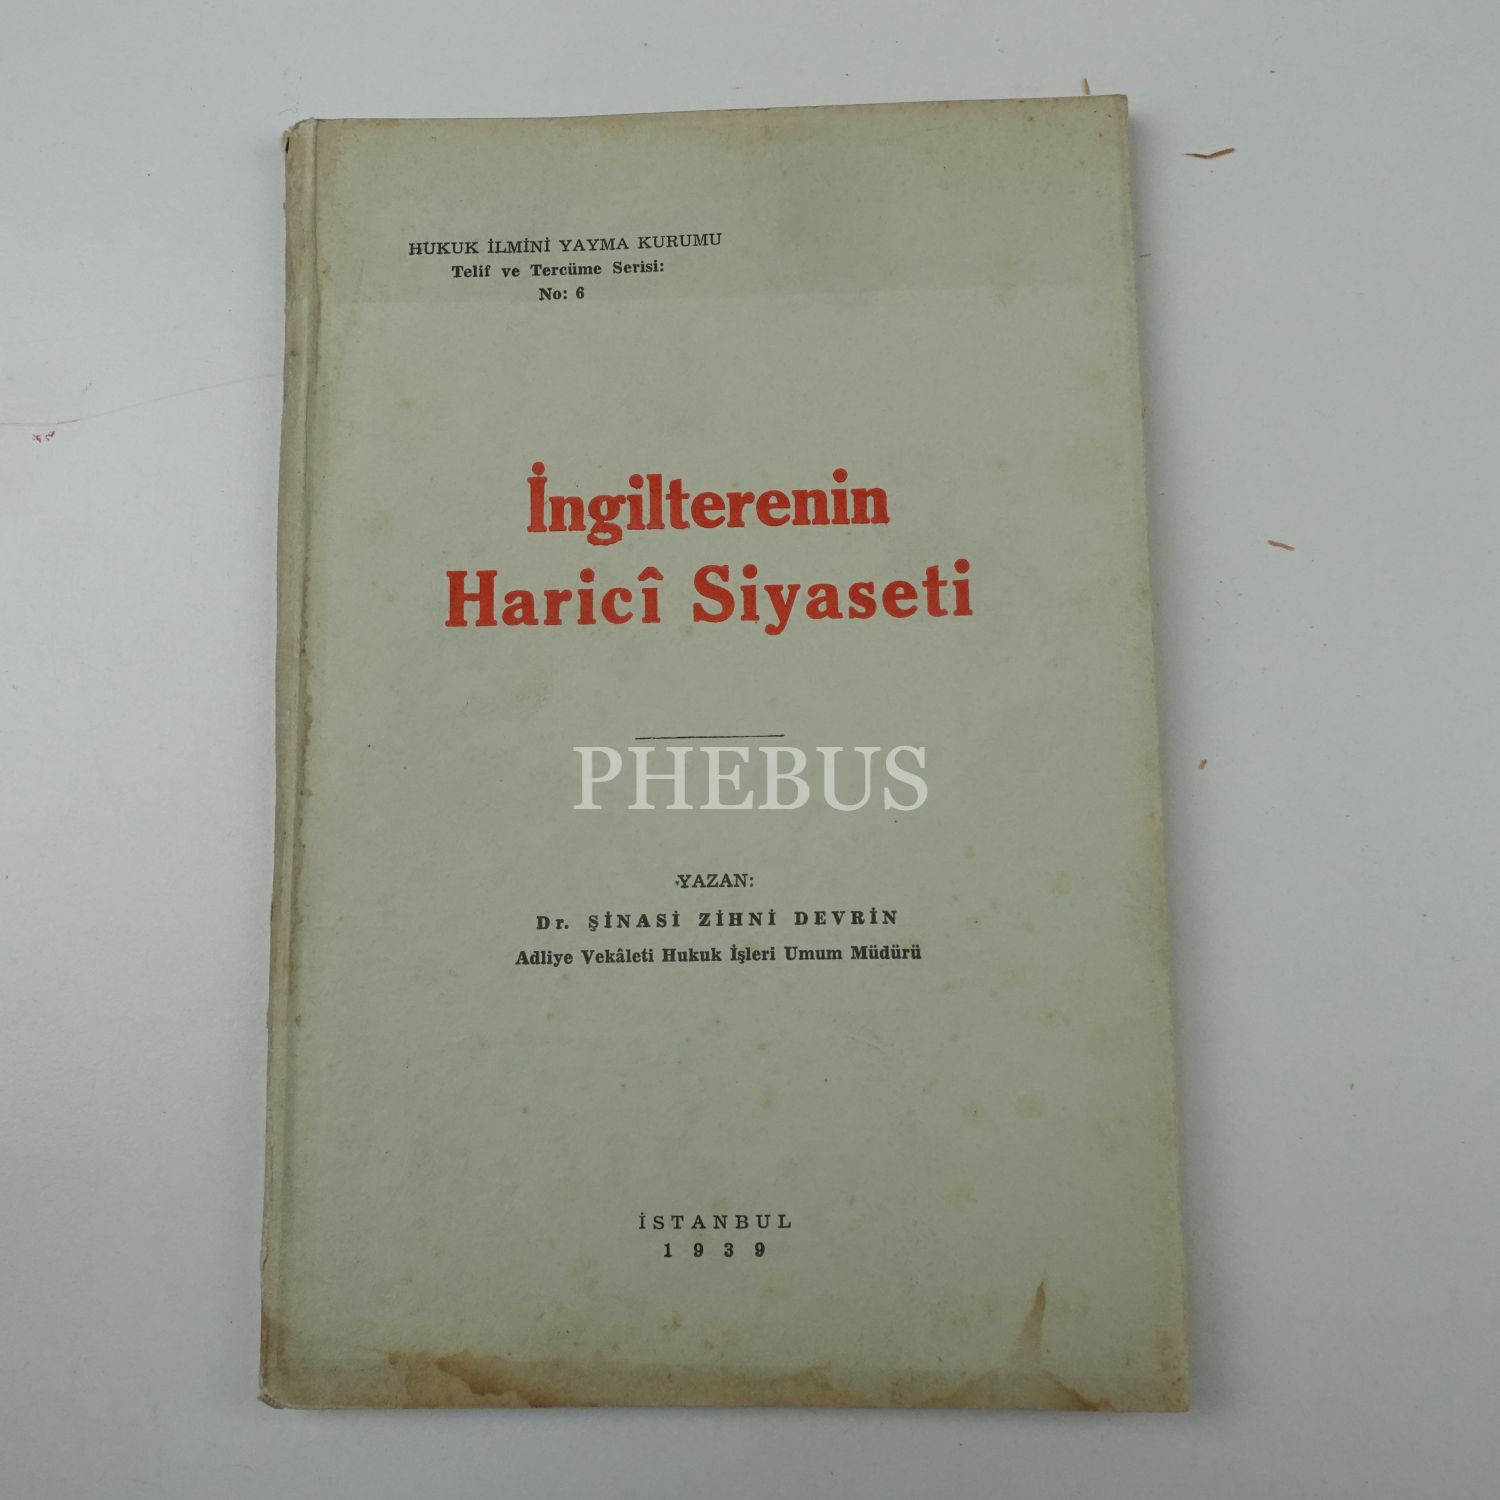 HUKUK İLMİNİ YAYMA KURUMU
Telif ve Tercüme Serisi:
No: 6
İngilterenin
Haricî Siyaseti
PHEBUS
YAZAN:
Dr. ŞİNASİ ZİHNİ DEVRİN
Adliye Vekâleti Hukuk İşleri Umum Müdürü
İSTANBUL
1939